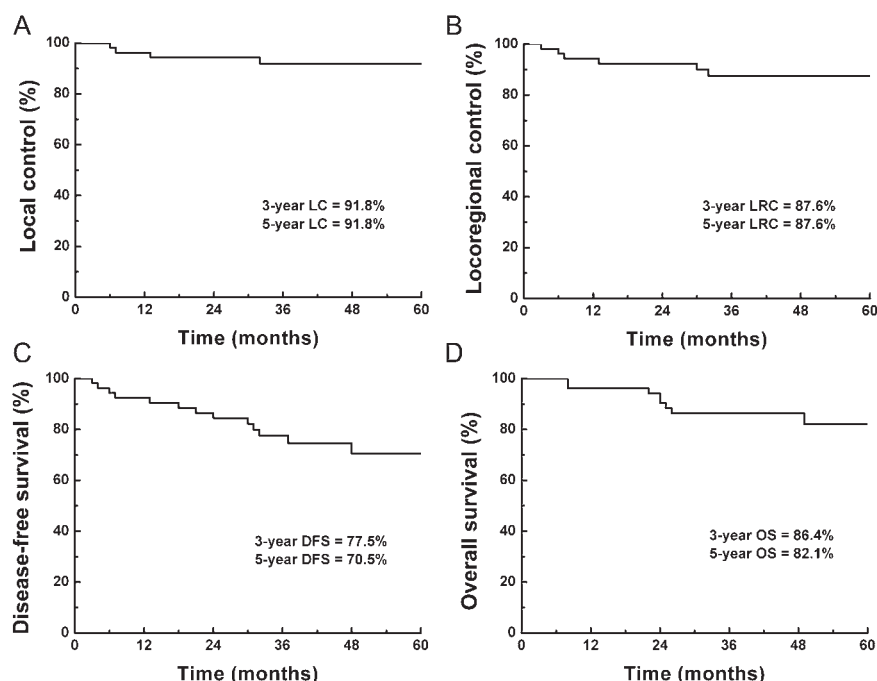 A
Local control (%)
100
80
60
40
20
0
3-year LC = 91.8%
5-year LC = 91.8%
0 12 24 36 48 60
Time (months)
B
Locoregional control (%)
100
80
60
40
20
0
3-year LRC = 87.6%
5-year LRC = 87.6%
0 12 24 36 48 60
Time (months)
C
Disease-free survival (%)
100
80
60
40
20
0
3-year DFS = 77.5%
5-year DFS = 70.5%
0 12 24 36 48 60
Time (months)
D
Overall survival (%)
100
80
60
40
20
0
3-year OS = 86.4%
5-year OS = 82.1%
0 12 24 36 48 60
Time (months)